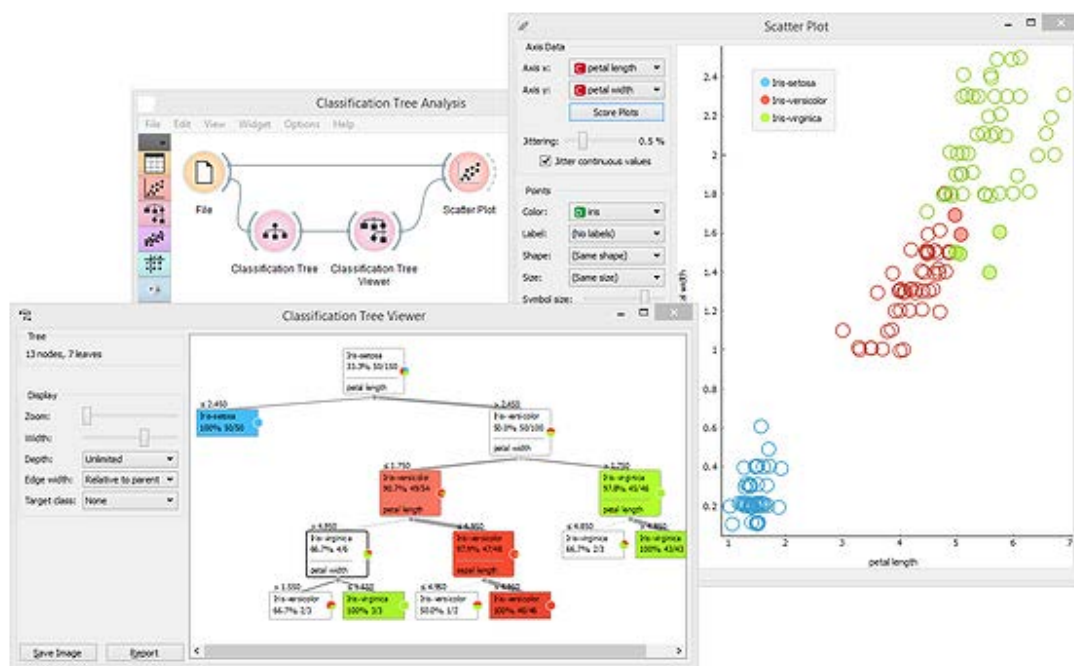 Classification Tree Analysis
File Edit View Widget Options Help
File
Classification Tree
Classification Tree
Viewer
Scatter Plot
Scatter Plot
Axis Data
Axis x: petal length
Axis y: petal width
Score Plots
Jittering: 0.5 %
Jitter continuous values
Points
Color: iris
Label: (No labels)
Shape: (Same shape)
Size: (Same size)
Symbol size:
Iris-setosa
Iris-versicolor
Iris-virginica
2.4
2.2
2
1.8
1.6
1.4
1.2
1
0.8
0.6
0.4
0.2
1 2 3 4 5 6 7
petal length
Classification Tree Viewer
Tree
13 nodes, 7 leaves
Display
Zoom:
Width:
Depth: Unlimited
Edge width: Relative to parent
Target class: None
Save Image Report
Iris-setosa
33.3%, 50/150
petal length
≤ 2.450
Iris-setosa
100%, 50/50
> 2.450
Iris-versicolor
50.0%, 50/100
petal width
≤ 1.750
Iris-versicolor
90.7%, 49/54
petal length
> 1.750
Iris-virginica
97.8%, 45/46
petal length
> 4.950
Iris-virginica
66.7%, 4/6
petal width
≤ 4.950
Iris-versicolor
97.9%, 47/48
sepal length
66.7%, 2/3
Iris-virginica
100%, 43/43
> 1.550
Iris-versicolor
66.7%, 2/3
Iris-virginica
100%, 3/3
Iris-versicolor
50.0%, 1/2
Iris-versicolor
100%, 46/46